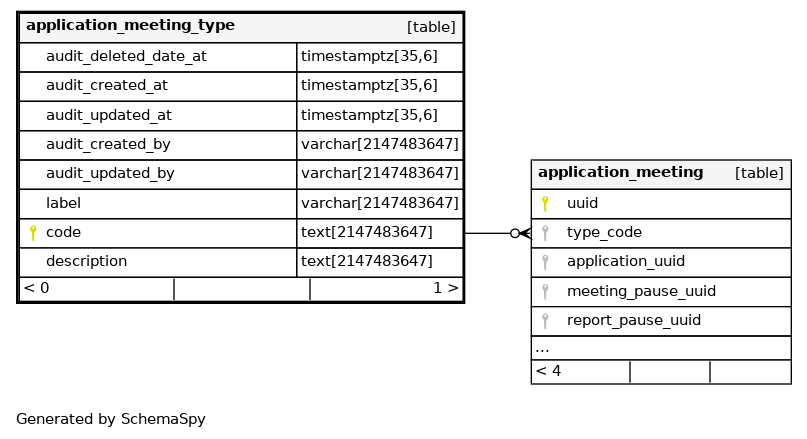 application_meeting_type [table]
audit_deleted_date_at timestamptz[35,6]
audit_created_at timestamptz[35,6]
audit_updated_at timestamptz[35,6]
audit_created_by varchar[2147483647]
audit_updated_by varchar[2147483647]
label varchar[2147483647]
code text[2147483647]
description text[2147483647]
< 0 1 >
application_meeting [table]
uuid
type_code
application_uuid
meeting_pause_uuid
report_pause_uuid
...
< 4
Generated by SchemaSpy